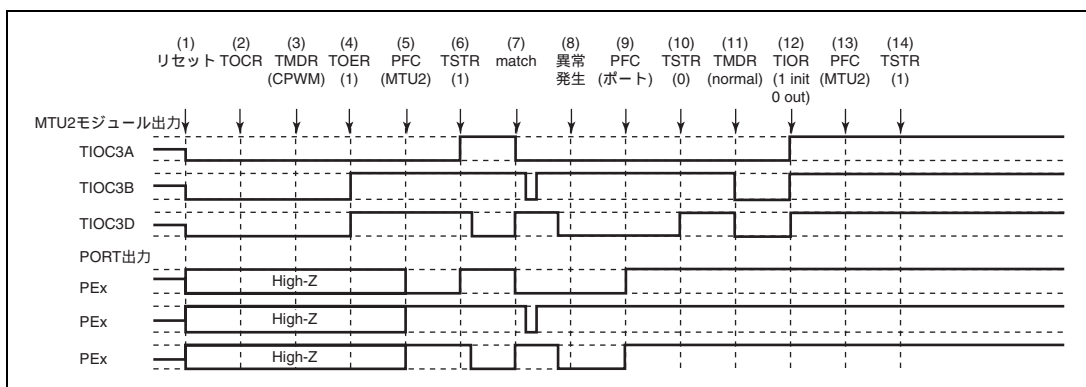 (1) (2) (3) (4) (5) (6) (7) (8) (9) (10) (11) (12) (13) (14)
リセット TOCR TMDR TOER PFC TSTR match 異常 PFC TSTR TMDR TIOR PFC TSTR
(CPWM) (1) (MTU2) (1) 発生 (ポート) (0) (normal) (1 init (MTU2) (1)
0 out)
MTU2モジュール出力
TIOC3A
TIOC3B
TIOC3D
PORT出力
PEx High-Z
PEx High-Z
PEx High-Z